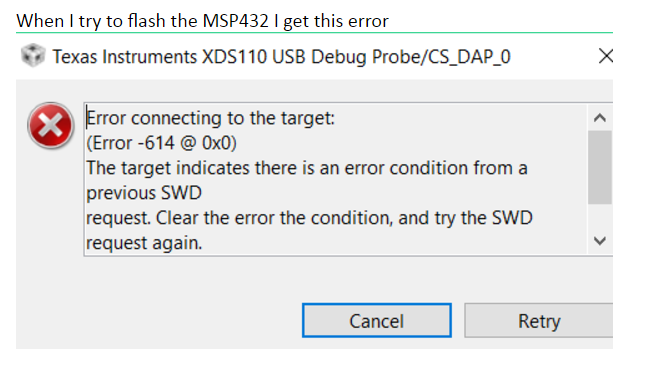 When I try to flash the MSP432 I get this error
Texas Instruments XDS110 USB Debug Probe/CS_DAP_0
Error connecting to the target:
(Error -614 @ 0x0)
The target indicates there is an error condition from a
previous SWD
request. Clear the error the condition, and try the SWD
request again.
Cancel
Retry